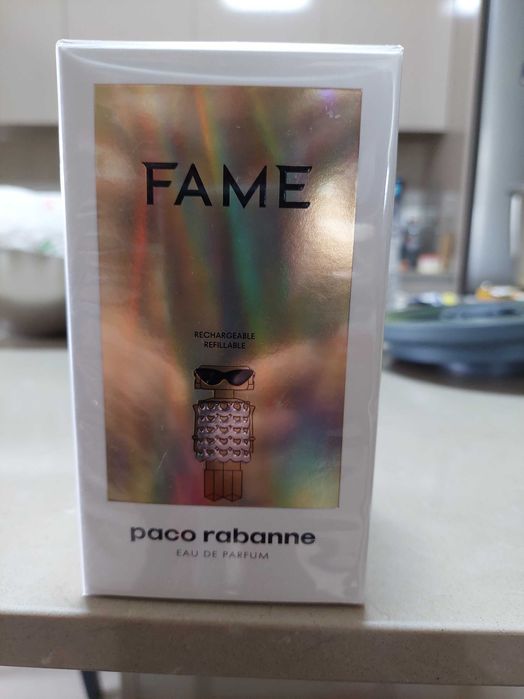 FAME
RECHARGEABLE
REFILLABLE
paco rabanne
EAU DE PARFUM